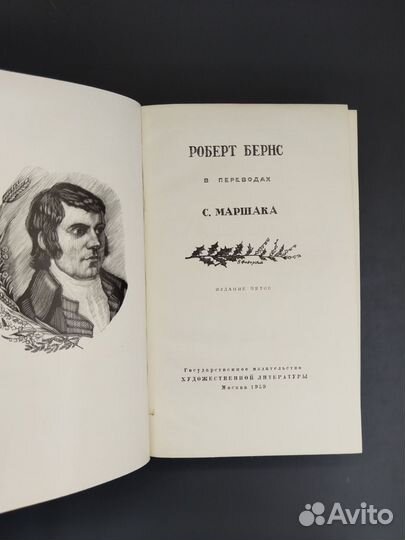 РОБЕРТ БЕРНС
В ПЕРЕВОДАХ
С. МАРШАКА
ИЗДАНИЕ ПЯТОЕ
Государственное издательство
ХУДОЖЕСТВЕННОЙ ЛИТЕРАТУРЫ
Москва 1959
Avito